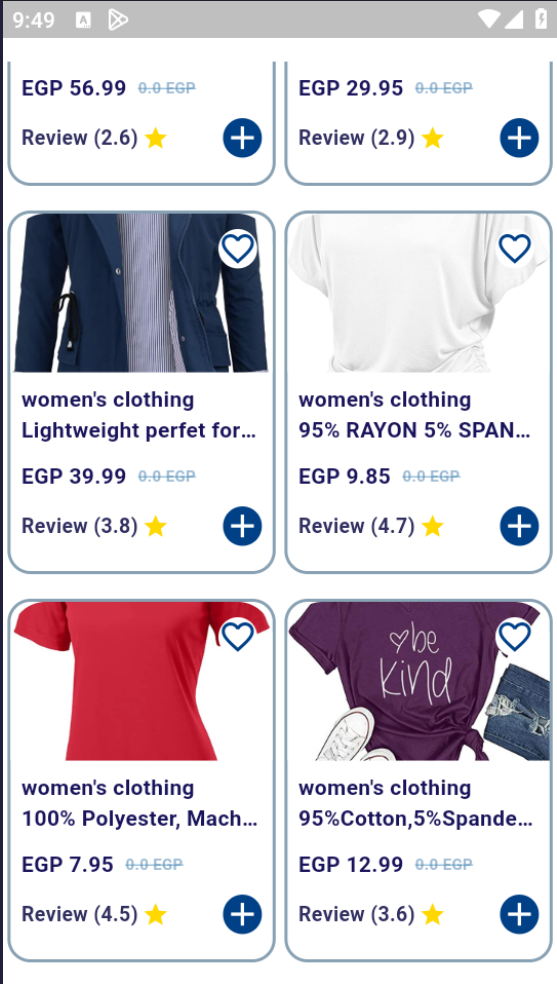 9:49
EGP 56.99 0.0 EGP
Review (2.6)
EGP 29.95 0.0 EGP
Review (2.9)
women's clothing
Lightweight perfet for...
EGP 39.99 0.0 EGP
Review (3.8)
women's clothing
95% RAYON 5% SPAN...
EGP 9.85 0.0 EGP
Review (4.7)
women's clothing
100% Polyester, Mach...
EGP 7.95 0.0 EGP
Review (4.5)
be
kind
women's clothing
95%Cotton,5%Spande...
EGP 12.99 0.0 EGP
Review (3.6)